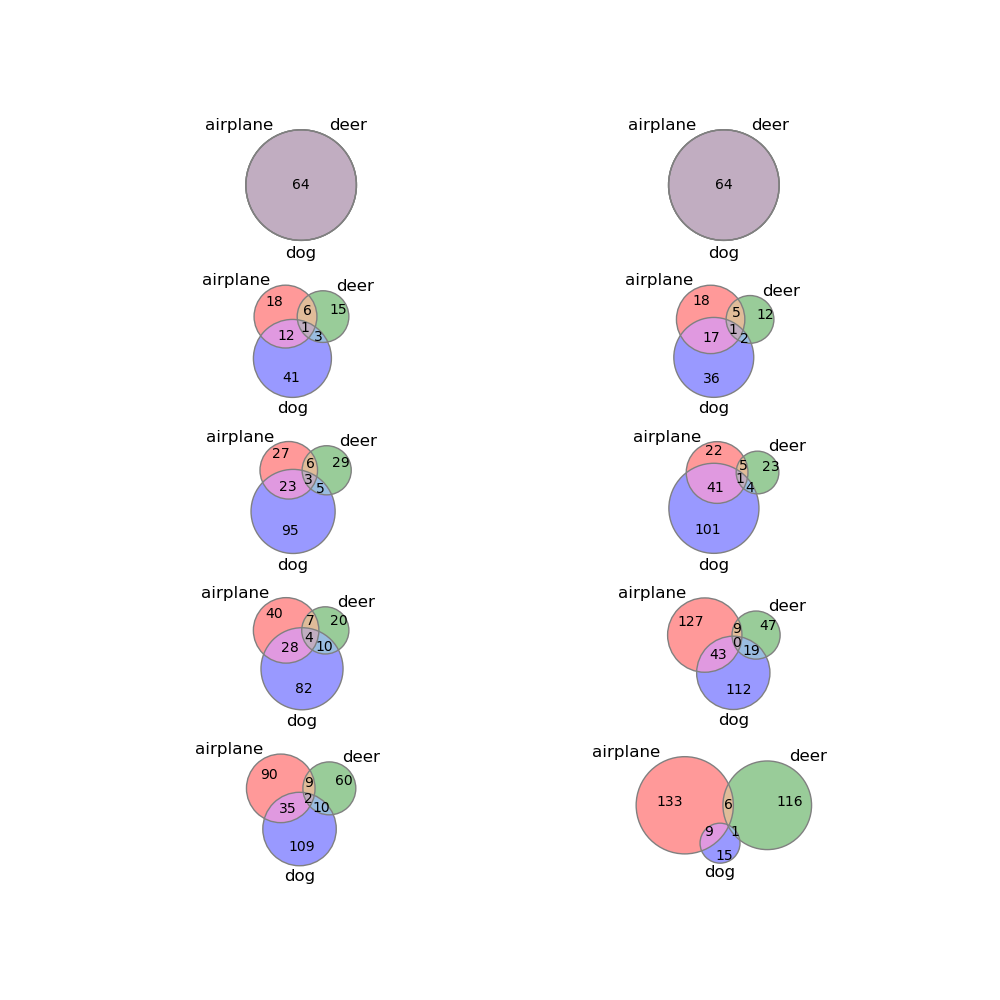 airplane deer
64
dog
airplane deer
64
dog
airplane
deer
18 6 15
12 1 3
41
dog
airplane
deer
18 5 12
17 1 2
36
dog
airplane
deer
27 6 29
23 3 5
95
dog
airplane
deer
22 5 23
41 1 4
101
dog
airplane
deer
40 7 20
28 4 10
82
dog
airplane
deer
127 9 47
43 0 19
112
dog
airplane
deer
90 9 60
35 2 10
109
dog
airplane
deer
133 6 116
9 1
15
dog